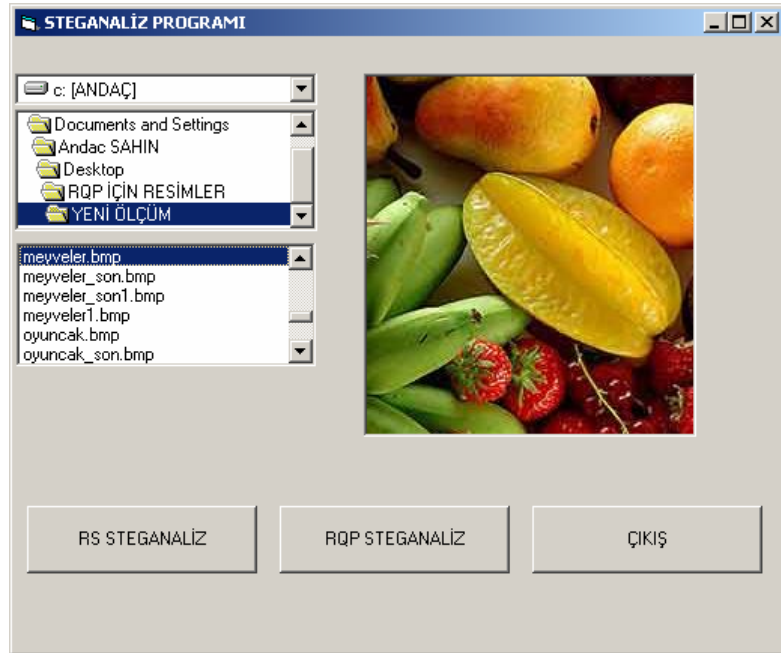 STEGANALİZ PROGRAMI
c: [ANDAÇ]
Documents and Settings
Andac SAHIN
Desktop
RQP İÇİN RESİMLER
YENİ ÖLÇÜM
meyveler.bmp
meyveler_son.bmp
meyveler_son1.bmp
meyveler1.bmp
oyuncak.bmp
oyuncak_son.bmp
RS STEGANALİZ
RQP STEGANALİZ
ÇIKIŞ